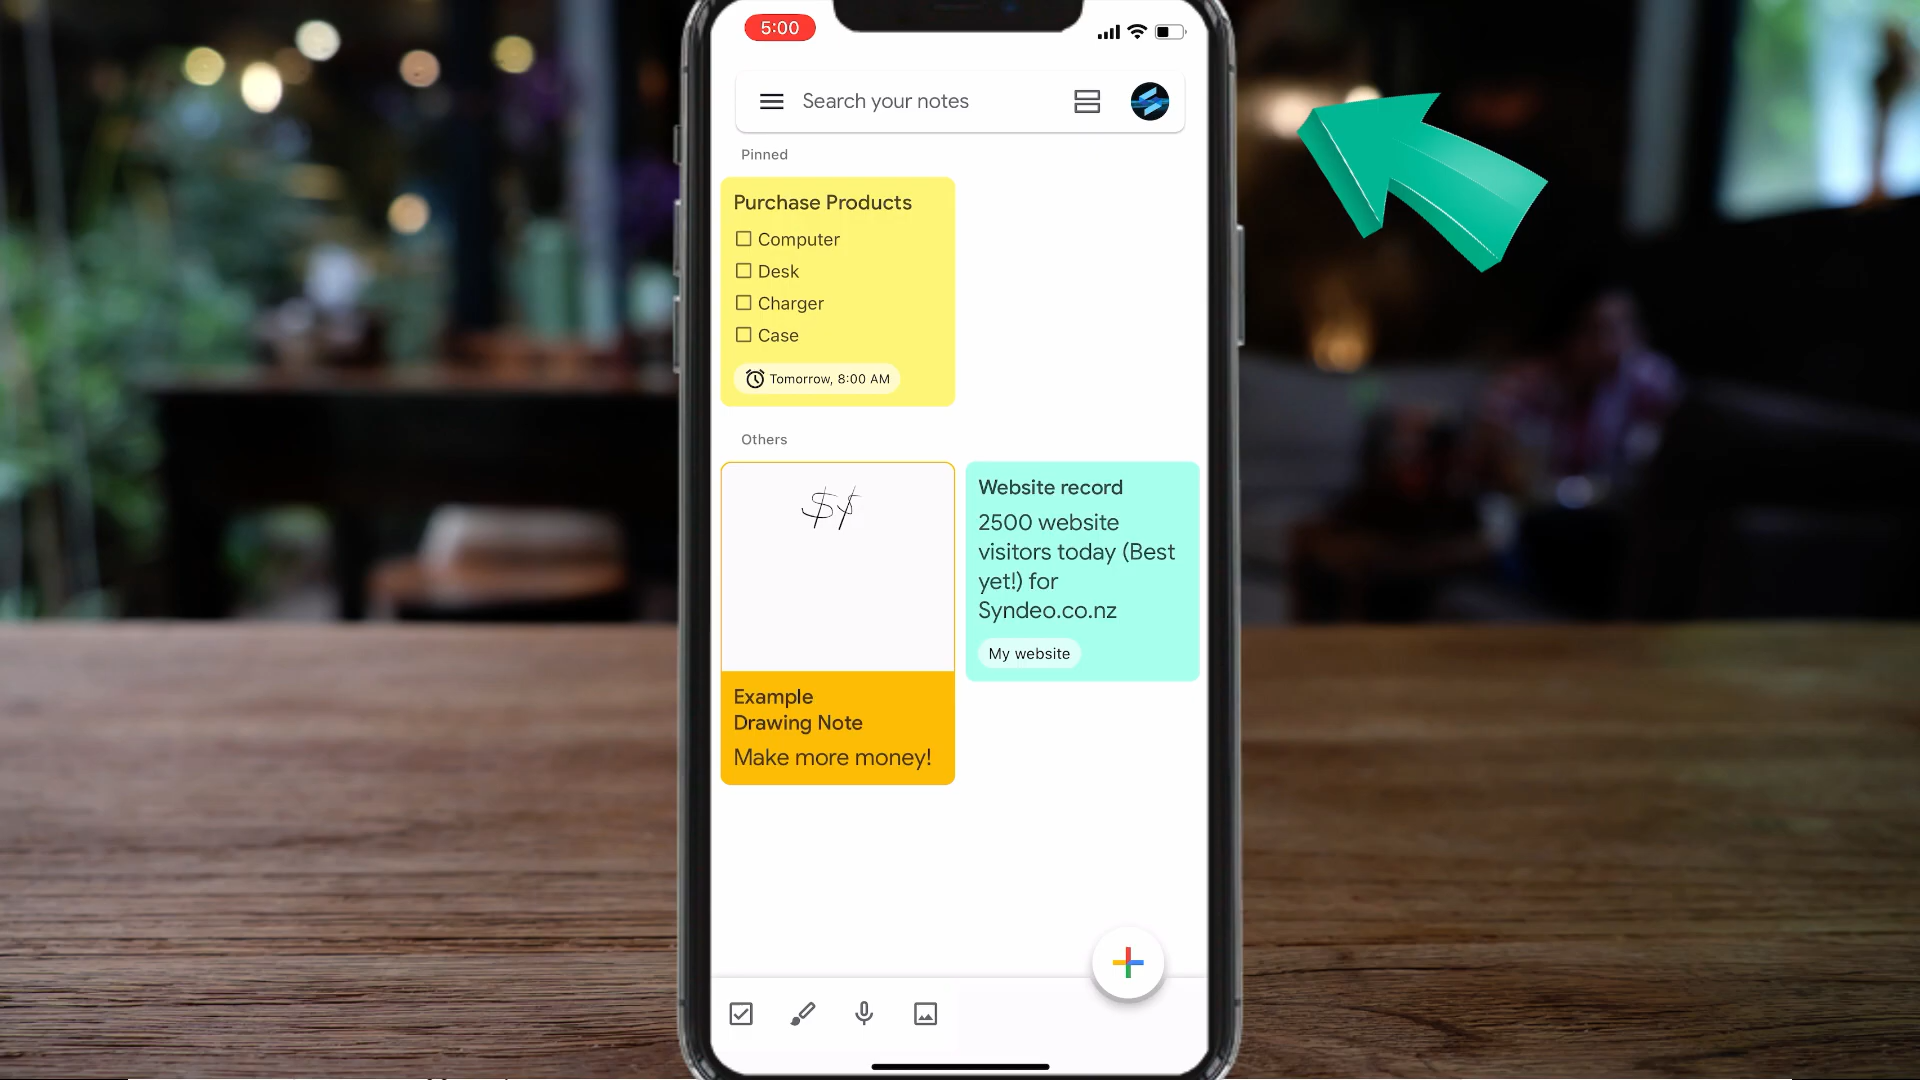 5:00
Search your notes
Pinned
Purchase Products
Computer
Desk
Charger
Case
Tomorrow, 8:00 AM
Others
$$
Example
Drawing Note
Make more money!
Website record
2500 website
visitors today (Best
yet!) for
Syndeo.co.nz
My website